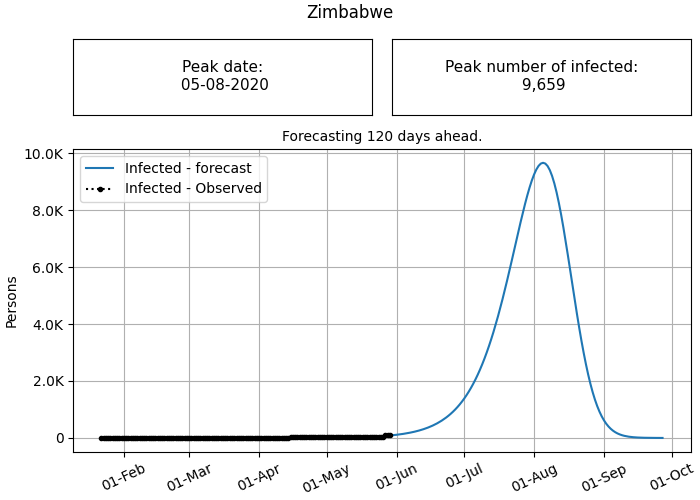 Zimbabwe
Peak date:
05-08-2020
Peak number of infected:
9,659
Forecasting 120 days ahead.
Infected - forecast
Infected - Observed
10.0K
8.0K
6.0K
4.0K
2.0K
0
Persons
01-Feb
01-Mar
01-Apr
01-May
01-Jun
01-Jul
01-Aug
01-Sep
01-Oct